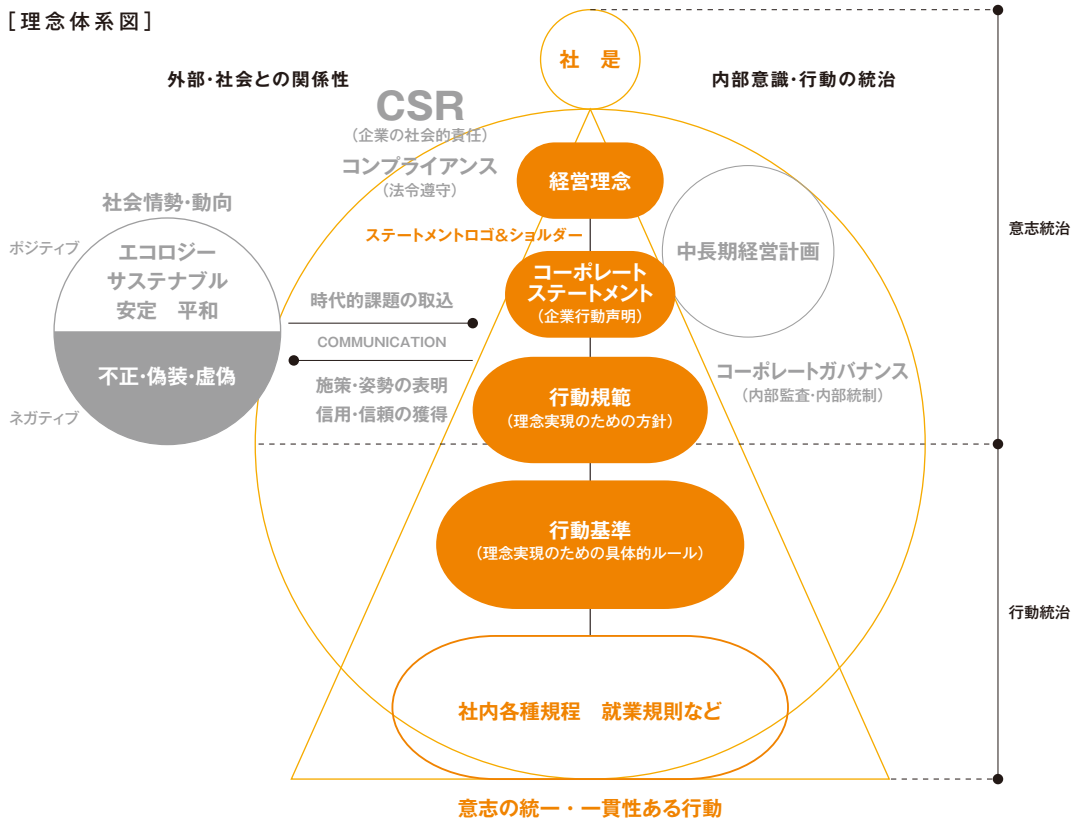 [理念体系図]
社 是
外部・社会との関係性
内部意識・行動の統治
CSR
(企業の社会的責任)
コンプライアンス
(法令遵守)
経営理念
社会情勢・動向
ポジティブ
エコロジー
サステナブル
安定 平和
不正・偽装・虚偽
ネガティブ
ステートメントロゴ&ショルダー
時代的課題の取込
COMMUNICATION
施策・姿勢の表明
信用・信頼の獲得
コーポレート
ステートメント
(企業行動声明)
中長期経営計画
意志統治
コーポレートガバナンス
(内部監査・内部統制)
行動規範
(理念実現のための方針)
行動基準
(理念実現のための具体的ルール)
行動統治
社内各種規程 就業規則など
意志の統一・一貫性ある行動